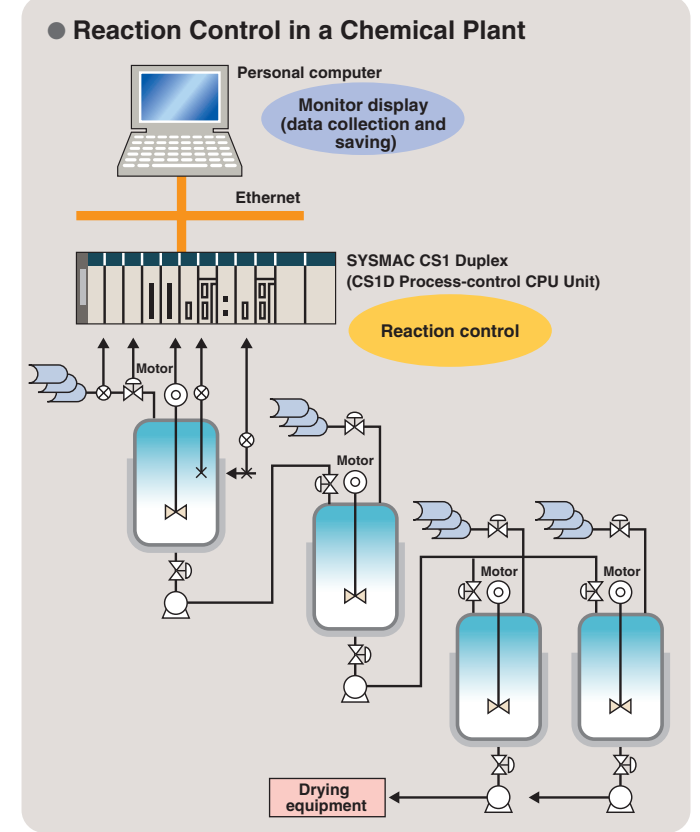 Reaction Control in a Chemical Plant
Personal computer
Monitor display
(data collection and
saving)
Ethernet
SYSMAC CS1 Duplex
(CS1D Process-control CPU Unit)
Reaction control
Motor
Motor
Motor
Motor
Drying
equipment